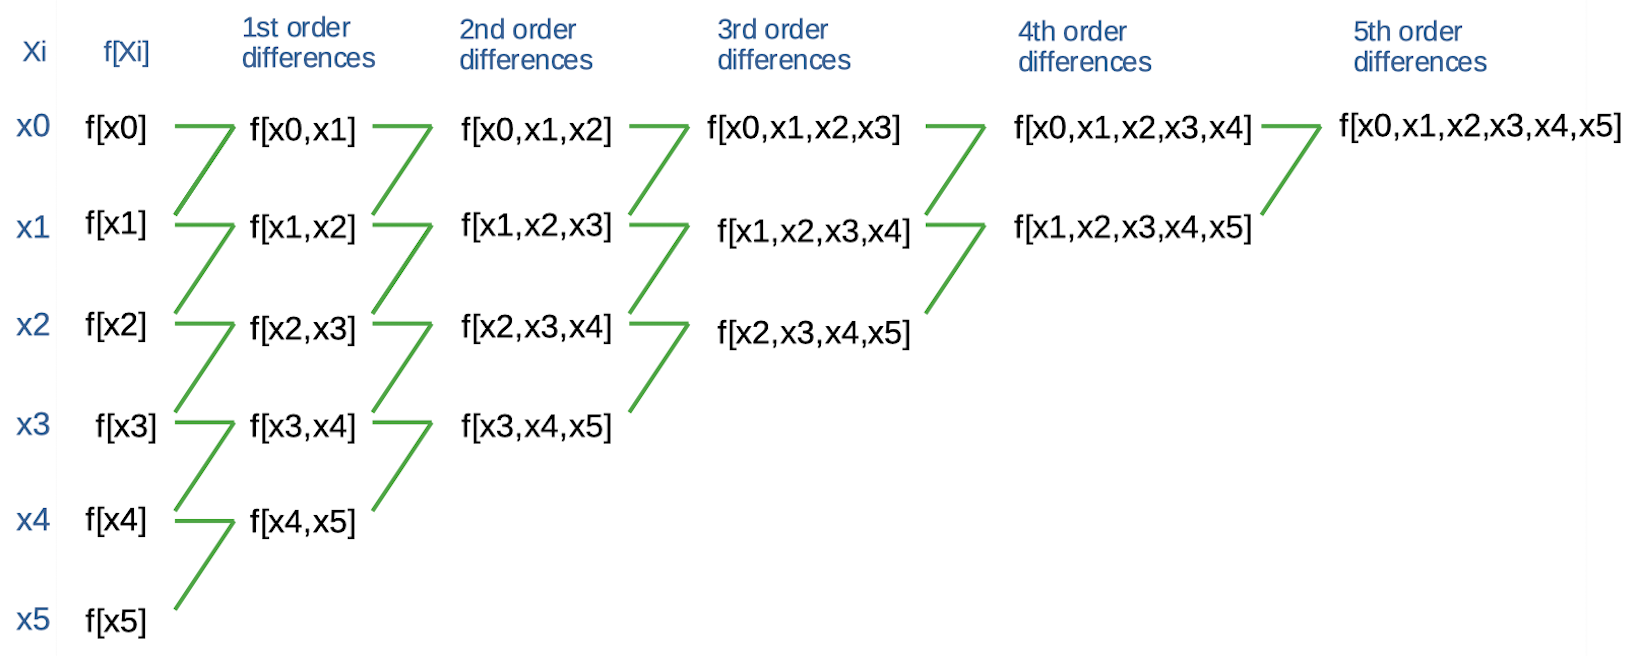 Xi f[Xi] 1st order differences 2nd order differences 3rd order differences 4th order differences 5th order differences
x0 f[x0] f[x0,x1] f[x0,x1,x2] f[x0,x1,x2,x3] f[x0,x1,x2,x3,x4] f[x0,x1,x2,x3,x4,x5]
x1 f[x1] f[x1,x2] f[x1,x2,x3] f[x1,x2,x3,x4] f[x1,x2,x3,x4,x5]
x2 f[x2] f[x2,x3] f[x2,x3,x4] f[x2,x3,x4,x5]
x3 f[x3] f[x3,x4] f[x3,x4,x5]
x4 f[x4] f[x4,x5]
x5 f[x5]